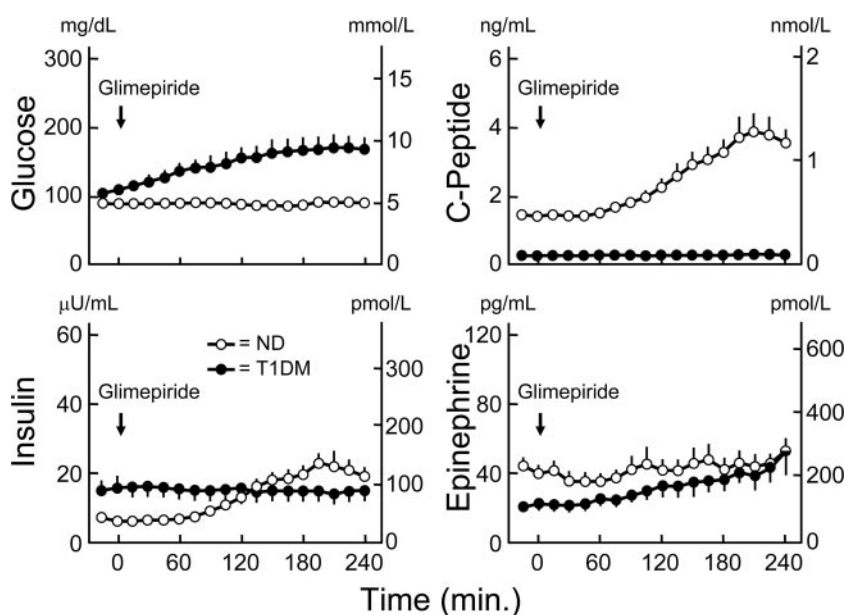 mg/dL mmol/L
300
200
100
0
15
10
5
0
Glucose
Glimepiride
ng/mL nmol/L
6
4
2
0
2
1
0
C-Peptide
Glimepiride
μU/mL pmol/L
60
40
20
0
300
200
100
0
Insulin
= ND
= T1DM
Glimepiride
0 60 120 180 240
pg/mL pmol/L
120
80
40
0
600
400
200
0
Epinephrine
Glimepiride
0 60 120 180 240
Time (min.)